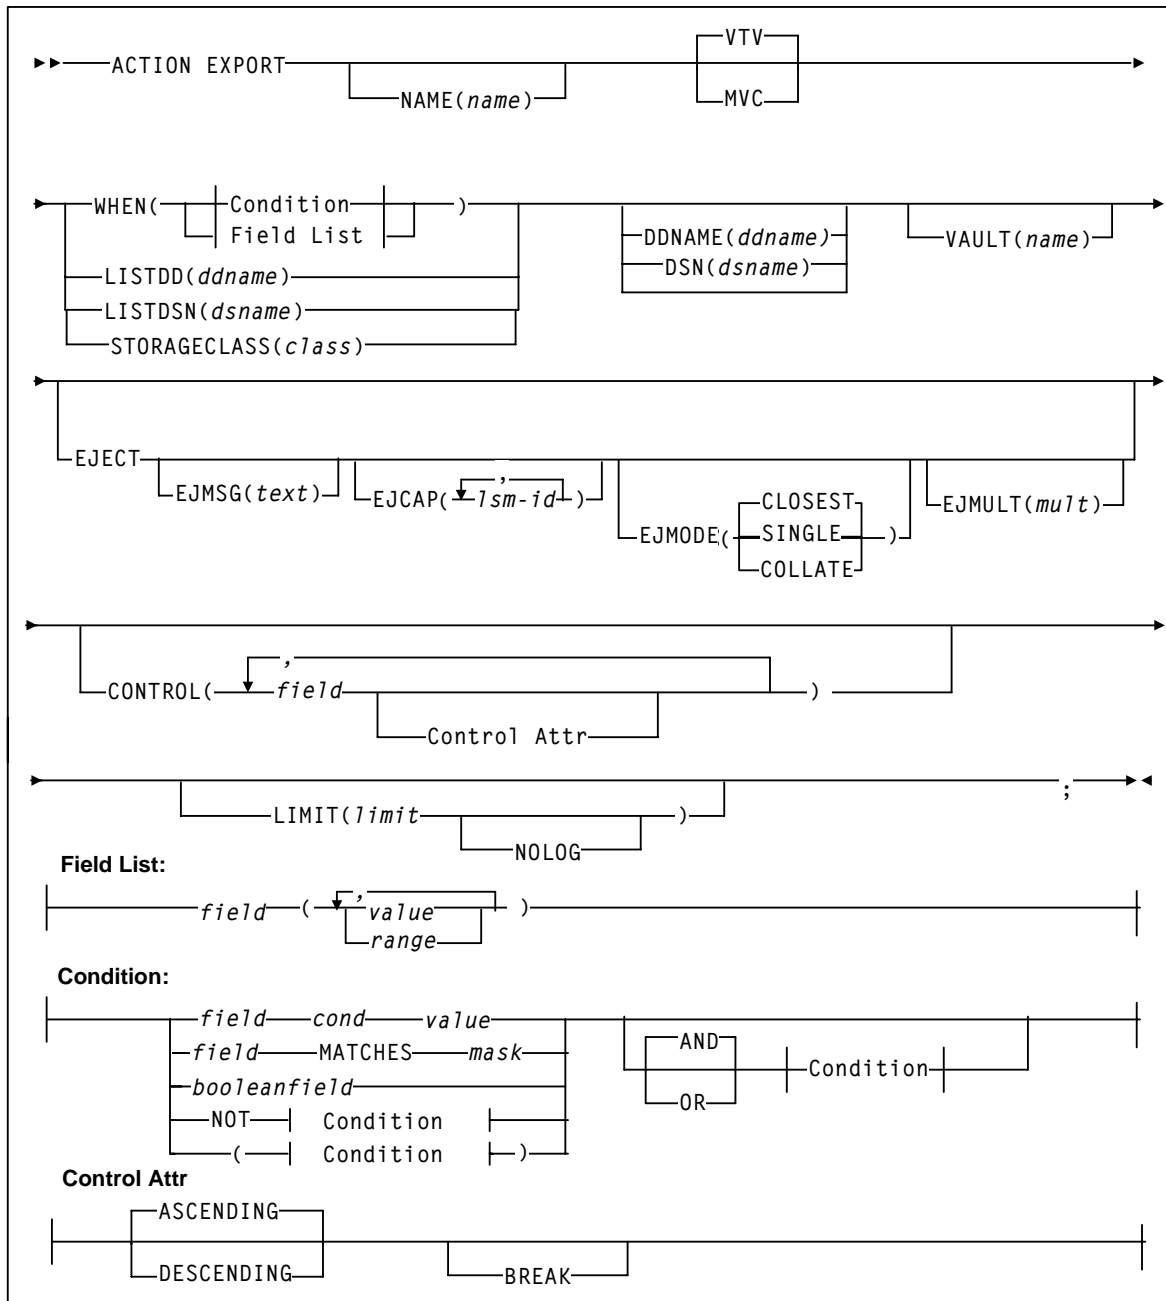 VTV
ACTION EXPORT
NAME(name)
MVC
WHEN( Condition )
Field List
DDNAME(ddname)
VAULT(name)
LISTDD(ddname)
DSN(dsname)
LISTDSN(dsname)
STORAGECLASS(class)
EJECT
EJMSG(text)
,
EJCAP( lsm-id )
CLOSEST
EJMODE( SINGLE )
COLLATE
EJMULT(mult)
,
CONTROL( field )
Control Attr
LIMIT(limit )
NOLOG
;
Field List:
,
field ( value )
range
Condition:
field cond value
field MATCHES mask
booleanfield
NOT Condition
( Condition )
AND
Condition
OR
Control Attr
ASCENDING
DESCENDING
BREAK